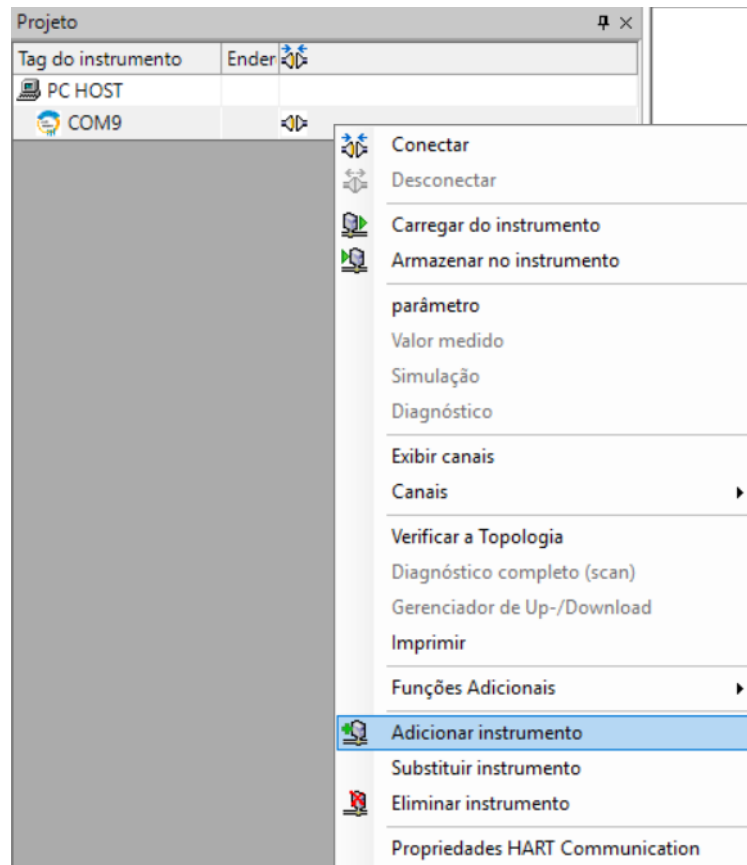 Projeto
Tag do instrumento Ender
PC HOST
COM9
Conectar
Desconectar
Carregar do instrumento
Armazenar no instrumento
parâmetro
Valor medido
Simulação
Diagnóstico
Exibir canais
Canais
Verificar a Topologia
Diagnóstico completo (scan)
Gerenciador de Up-/Download
Imprimir
Funções Adicionais
Adicionar instrumento
Substituir instrumento
Eliminar instrumento
Propriedades HART Communication